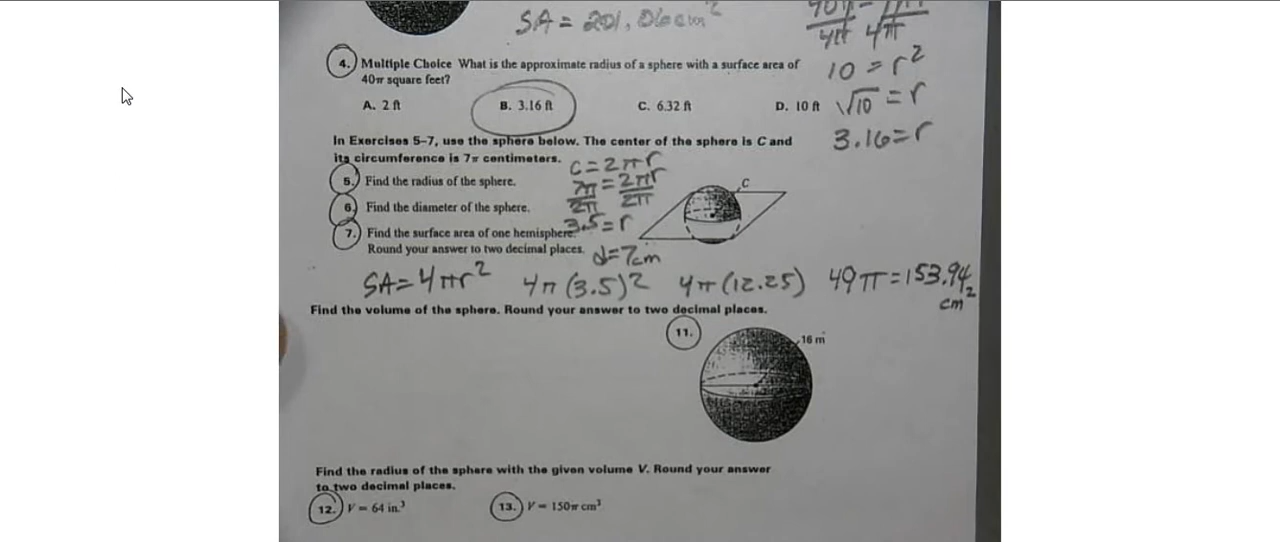 SA = 201.06cm²
4. Multiple Choice What is the approximate radius of a sphere with a surface area of
40π square feet?
10 = r²
A. 2 ft B. 3.16 ft C. 6.32 ft D. 10 ft
√10 = r
3.16 = r
In Exercises 5–7, use the sphere below. The center of the sphere is C and
its circumference is 7π centimeters.
C = 2πr
5. Find the radius of the sphere.
7π = 2πr
2π 2π
C
6. Find the diameter of the sphere.
3.5 = r
7. Find the surface area of one hemisphere.
Round your answer to two decimal places.
d = 7cm
SA = 4πr² 4π (3.5)2 4π (12.25) 49π = 153.94
cm²
Find the volume of the sphere. Round your answer to two decimal places.
11.
16 m
Find the radius of the sphere with the given volume V. Round your answer
to two decimal places.
12. V = 64 in.³ 13. V = 150π cm³